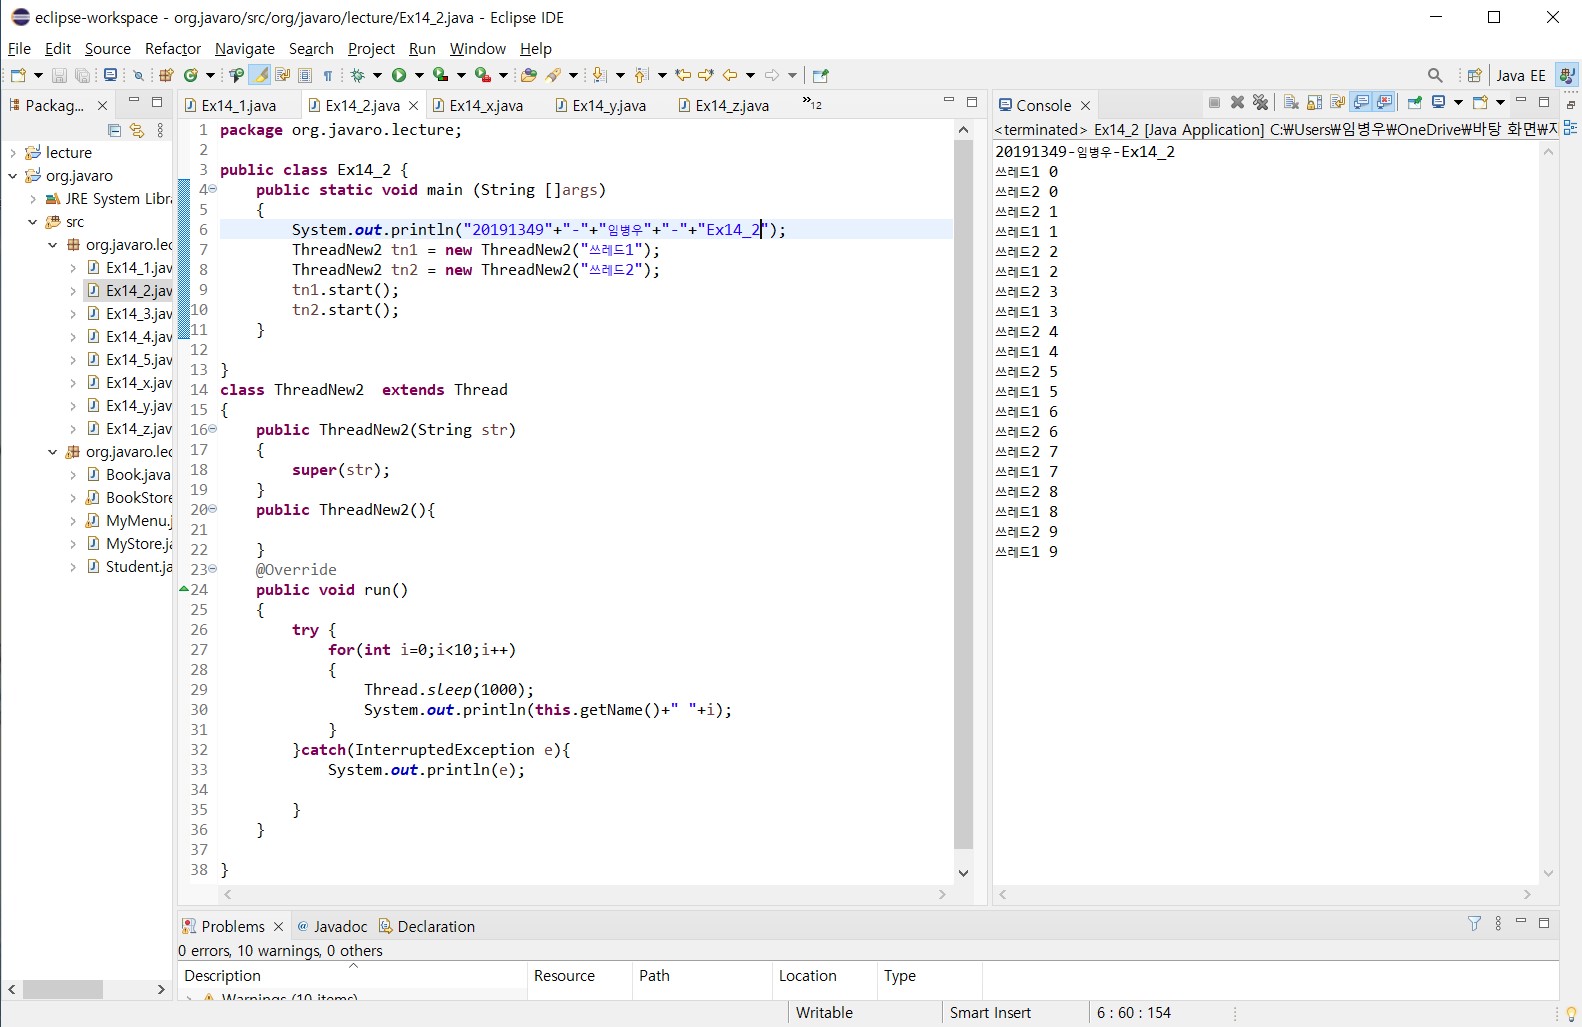 eclipse-workspace - org.javaro/src/org/javaro/lecture/Ex14_2.java - Eclipse IDE
File Edit Source Refactor Navigate Search Project Run Window Help
Java EE
Packag...
lecture
org.javaro
JRE System Libra
src
org.javaro.lec
Ex14_1.jav
Ex14_2.jav
Ex14_3.jav
Ex14_4.jav
Ex14_5.jav
Ex14_x.jav
Ex14_y.jav
Ex14_z.jav
org.javaro.lec
Book.java
BookStore
MyMenu.j
MyStore.ja
Student.ja
Ex14_1.java Ex14_2.java Ex14_x.java Ex14_y.java Ex14_z.java »12
1 package org.javaro.lecture;
2
3 public class Ex14_2 {
4 public static void main (String []args)
5 {
6 System.out.println("20191349"+"-"+"임병우"+"-"+"Ex14_2");
7 ThreadNew2 tn1 = new ThreadNew2("쓰레드1");
8 ThreadNew2 tn2 = new ThreadNew2("쓰레드2");
9 tn1.start();
10 tn2.start();
11 }
12
13 }
14 class ThreadNew2  extends Thread
15 {
16 public ThreadNew2(String str)
17 {
18 super(str);
19 }
20 public ThreadNew2(){
21
22 }
23 @Override
24 public void run()
25 {
26 try {
27 for(int i=0;i<10;i++)
28 {
29 Thread.sleep(1000);
30 System.out.println(this.getName()+" "+i);
31 }
32 }catch(InterruptedException e){
33 System.out.println(e);
34
35 }
36 }
37
38 }
Console
<terminated> Ex14_2 [Java Application] C:₩Users₩임병우₩OneDrive₩바탕 화면₩지
20191349-임병우-Ex14_2
쓰레드1 0
쓰레드2 0
쓰레드2 1
쓰레드1 1
쓰레드2 2
쓰레드1 2
쓰레드2 3
쓰레드1 3
쓰레드2 4
쓰레드1 4
쓰레드2 5
쓰레드1 5
쓰레드1 6
쓰레드2 6
쓰레드2 7
쓰레드1 7
쓰레드2 8
쓰레드1 8
쓰레드2 9
쓰레드1 9
Problems @ Javadoc Declaration
0 errors, 10 warnings, 0 others
Description Resource Path Location Type
Warnings (10 items)
Writable Smart Insert 6 : 60 : 154